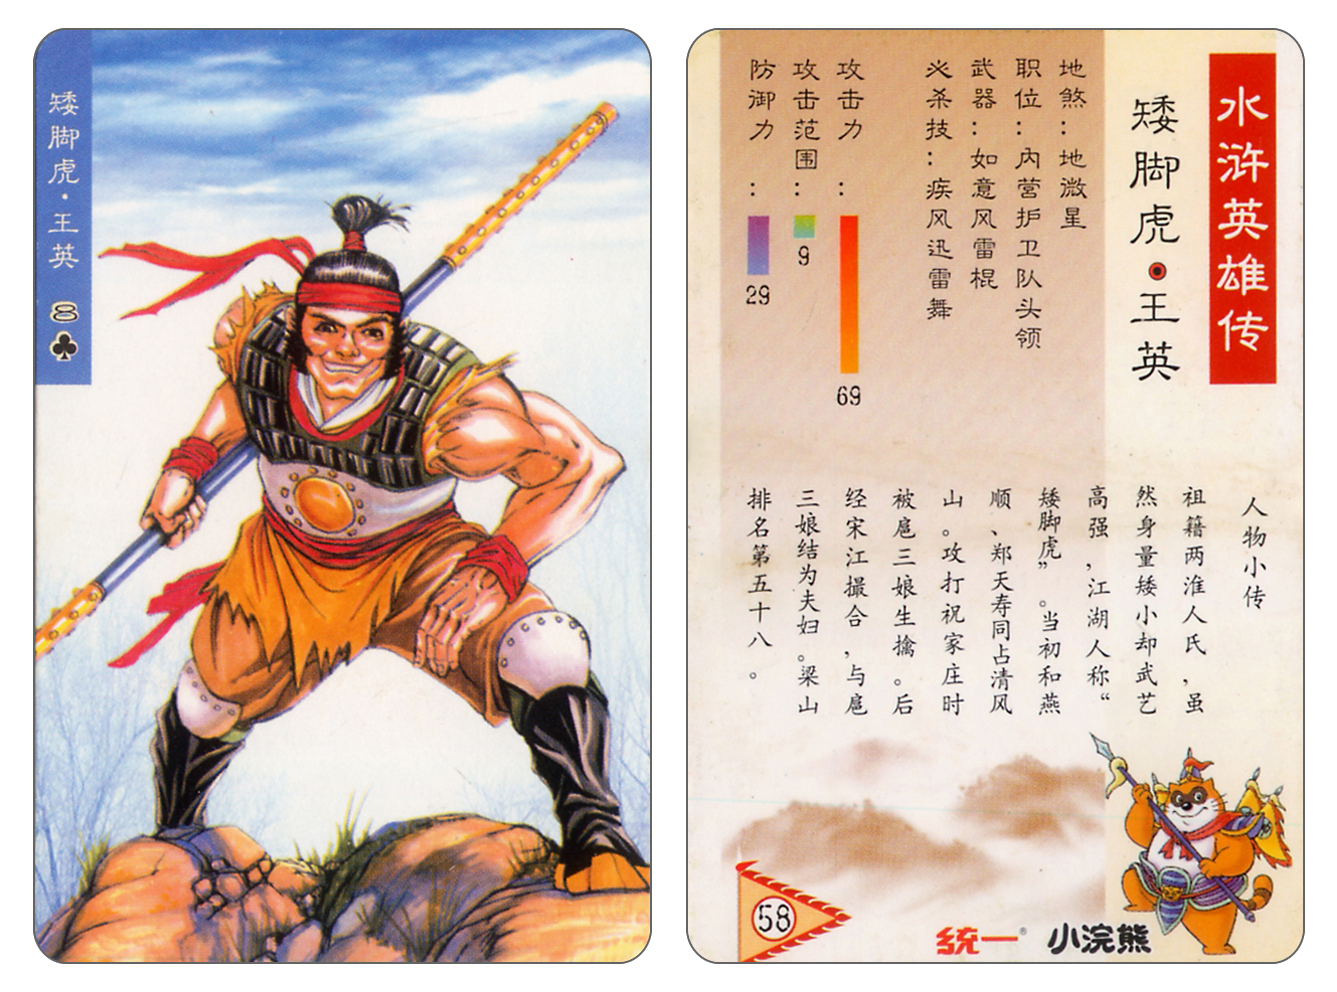 矮脚虎·王英
8♣
水浒英雄传
矮脚虎●王英
地煞：地微星
职位：内营护卫队头领
武器：如意风雷棍
必杀技：疾风迅雷舞
攻击力：
69
攻击范围：
9
防御力：
29
人物小传
祖籍两淮人氏，虽
然身量矮小却武艺
高强，江湖人称“
矮脚虎”。当初和燕
顺、郑天寿同占清风
山。攻打祝家庄时
被扈三娘生擒。后
经宋江撮合，与扈
三娘结为夫妇。梁山
排名第五十八。
58
統一®
小浣熊